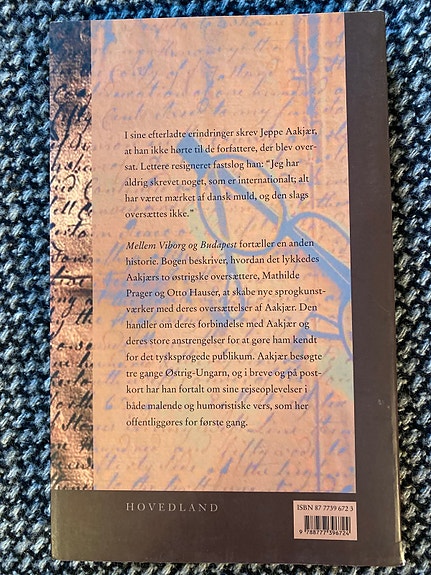 I sine efterladte erindringer skrev Jeppe Aakjær,
at han ikke hørte til de forfattere, der blev over-
sat. Lettere resigneret fastslog han: "Jeg har
aldrig skrevet noget, som er internationalt; alt
har været mærket af dansk muld, og den slags
oversættes ikke."
Mellem Viborg og Budapest fortæller en anden
historie. Bogen beskriver, hvordan det lykkedes
Aakjærs to østrigske oversættere, Mathilde
Prager og Otto Hauser, at skabe nye sprogkunst-
værker med deres oversættelser af Aakjær. Den
handler om deres forbindelse med Aakjær og
deres store anstrengelser for at gøre ham kendt
for det tysksprogede publikum. Aakjær besøgte
tre gange Østrig-Ungarn, og i breve og på post-
kort har han fortalt om sine rejseoplevelser i
både malende og humoristiske vers, som her
offentliggøres for første gang.
HOVEDLAND
ISBN 87 7739 672 3
9 788777 396724